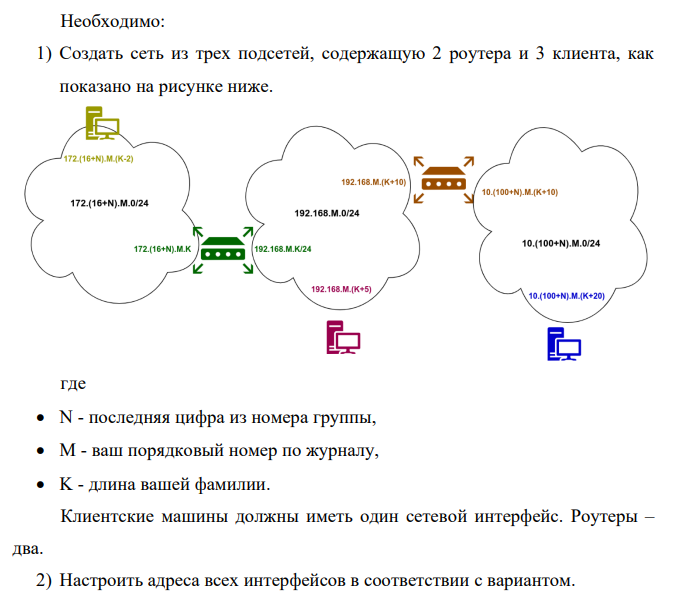 Необходимо:
1) Создать сеть из трех подсетей, содержащую 2 роутера и 3 клиента, как
показано на рисунке ниже.
172.(16+N).M.(K-2)
172.(16+N).M.0/24
172.(16+N).M.K
192.168.M.K/24
192.168.M.(K+10)
192.168.M.0/24
192.168.M.(K+5)
10.(100+N).M.(K+10)
10.(100+N).M.0/24
10.(100+N).M.(K+20)
где
• N - последняя цифра из номера группы,
• M - ваш порядковый номер по журналу,
• K - длина вашей фамилии.
Клиентские машины должны иметь один сетевой интерфейс. Роутеры –
два.
2) Настроить адреса всех интерфейсов в соответствии с вариантом.